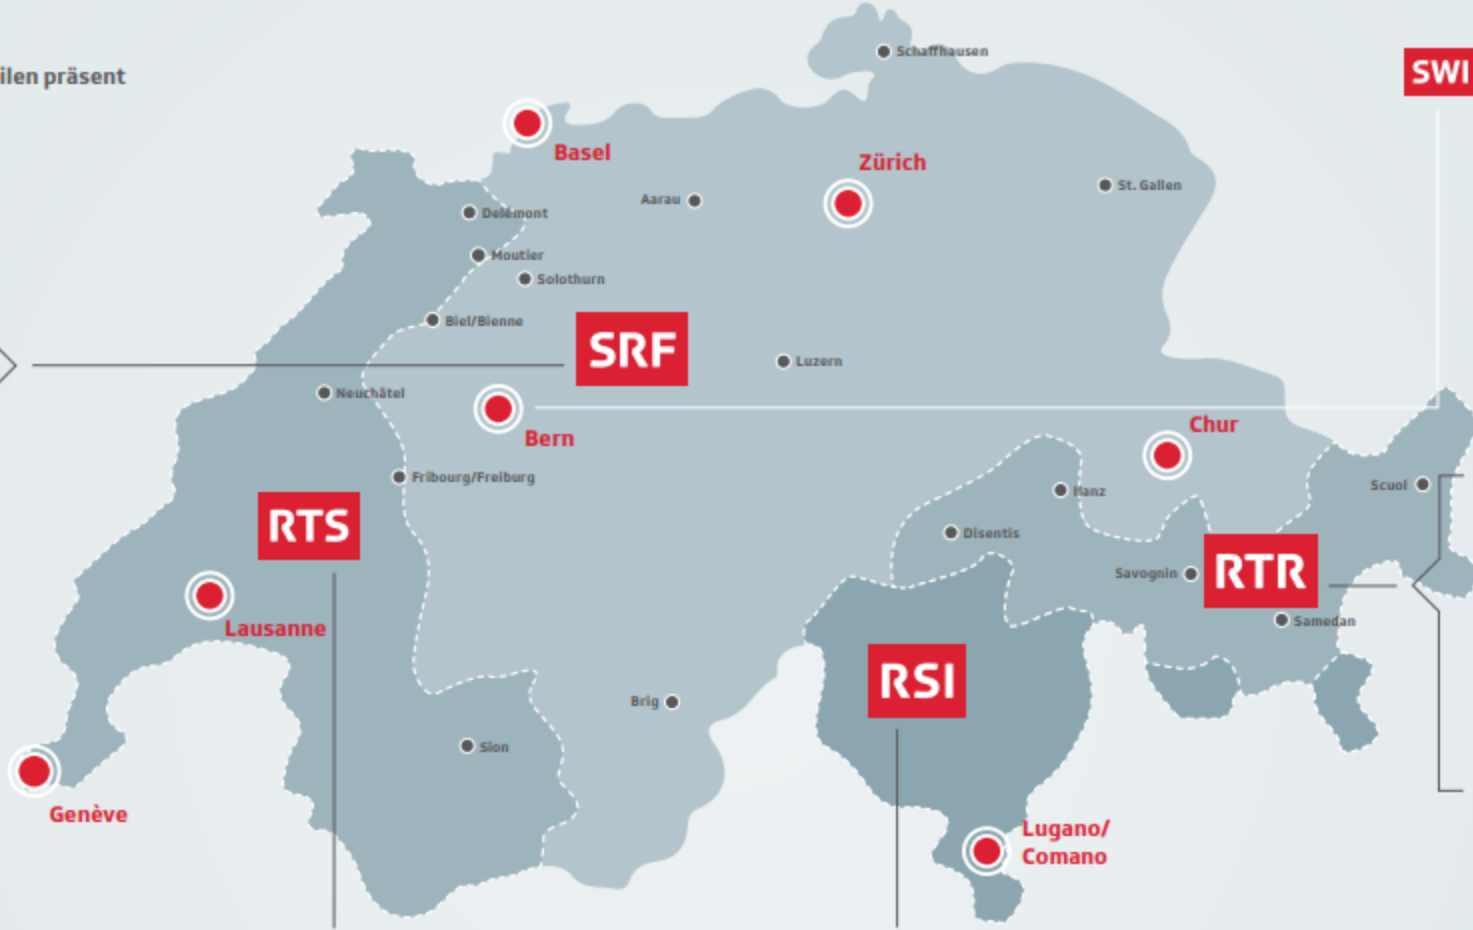 ilen präsent
Schaffhausen
SWI
Basel
Zürich
Aarau
St. Gallen
Delémont
Moutier
Solothurn
Biel/Bienne
SRF
Luzern
Neuchâtel
Bern
Chur
Fribourg/Freiburg
Scuol
Ilanz
RTS
Disentis
Savognin
RTR
Lausanne
Samedan
RSI
Brig
Sion
Genève
Lugano/
Comano